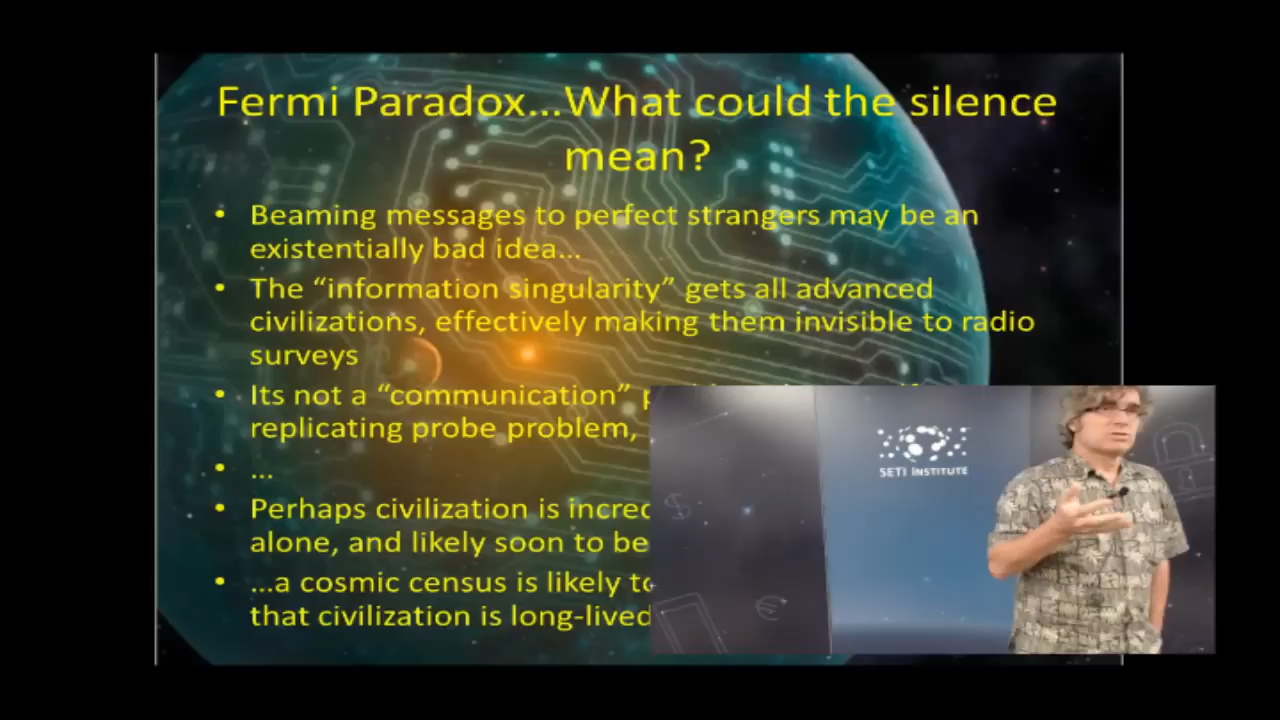 Fermi Paradox...What could the silence
mean?
• Beaming messages to perfect strangers may be an
existentially bad idea...
• The “information singularity” gets all advanced
civilizations, effectively making them invisible to radio
surveys
• Its not a “communication”
replicating probe problem,
• ...
• Perhaps civilization is
alone, and likely soon to be
• ...a cosmic census is likely
that civilization is long-lived
SETI INSTITUTE
$
€